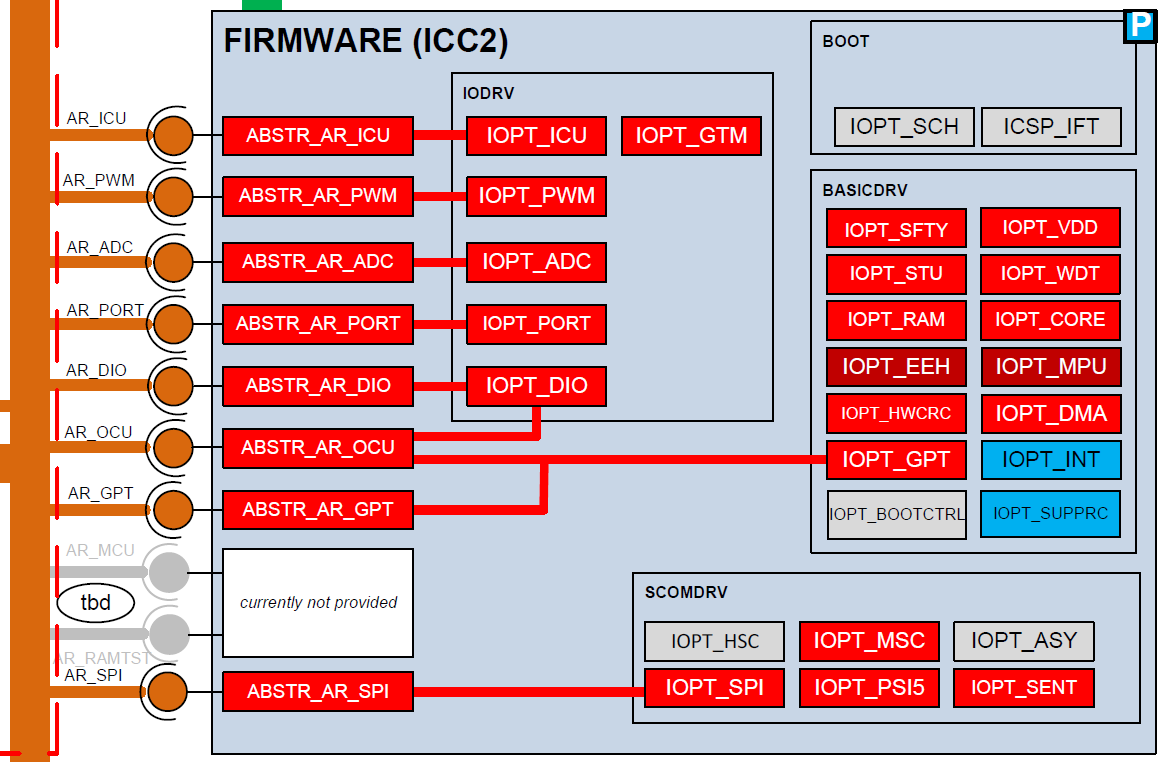 P
FIRMWARE (ICC2)
BOOT
IOPT_SCH
ICSP_IFT
IODRV
AR_ICU
ABSTR_AR_ICU
IOPT_ICU
IOPT_GTM
AR_PWM
ABSTR_AR_PWM
IOPT_PWM
AR_ADC
ABSTR_AR_ADC
IOPT_ADC
AR_PORT
ABSTR_AR_PORT
IOPT_PORT
AR_DIO
ABSTR_AR_DIO
IOPT_DIO
AR_OCU
ABSTR_AR_OCU
AR_GPT
ABSTR_AR_GPT
AR_MCU
tbd
currently not provided
AR_RAMTST
AR_SPI
ABSTR_AR_SPI
BASICDRV
IOPT_SFTY
IOPT_VDD
IOPT_STU
IOPT_WDT
IOPT_RAM
IOPT_CORE
IOPT_EEH
IOPT_MPU
IOPT_HWCRC
IOPT_DMA
IOPT_GPT
IOPT_INT
IOPT_BOOTCTRL
IOPT_SUPPRC
SCOMDRV
IOPT_HSC
IOPT_MSC
IOPT_ASY
IOPT_SPI
IOPT_PSI5
IOPT_SENT